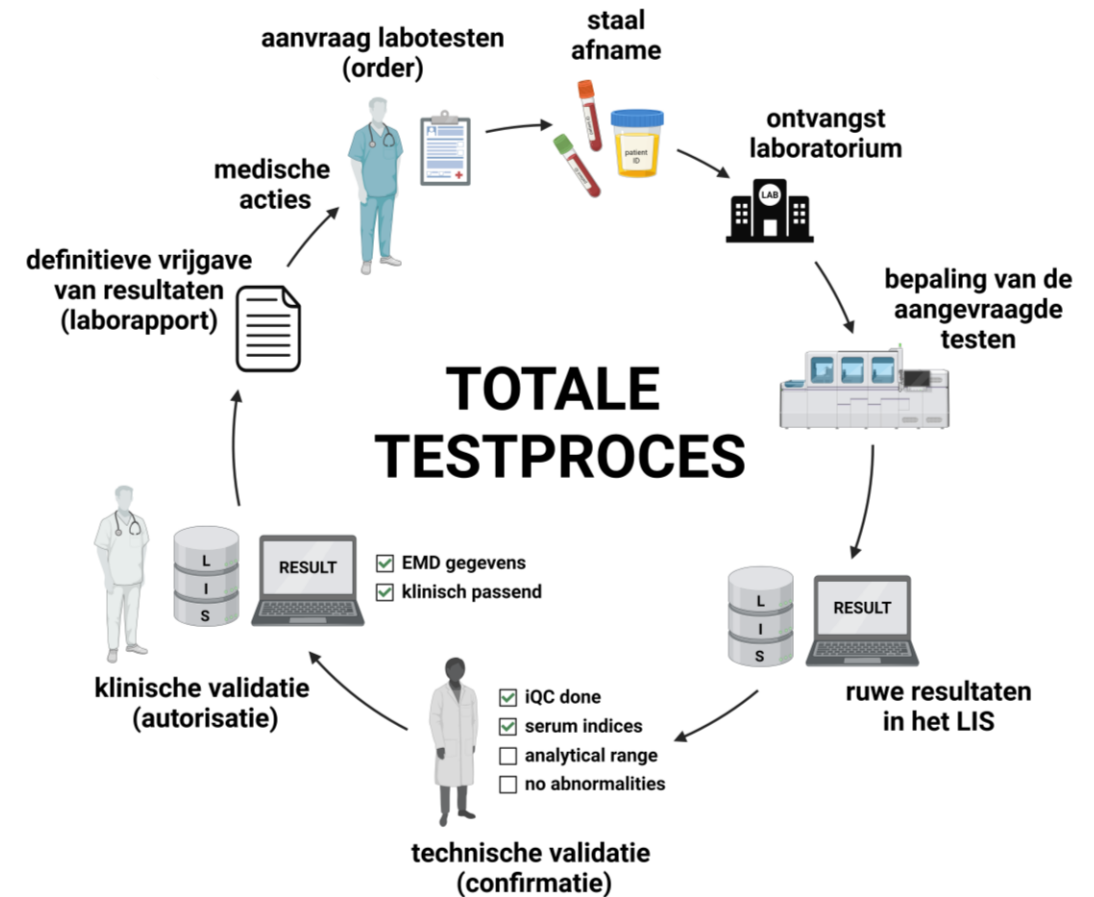 aanvraag labotesten
(order)
staal
afname
patient
ID
ontvangst
laboratorium
LAB
bepaling van de
aangevraagde
testen
TOTALE
TESTPROCES
L
I
S
RESULT
ruwe resultaten
in het LIS
iQC done
serum indices
analytical range
no abnormalities
technische validatie
(confirmatie)
L
I
S
RESULT
EMD gegevens
klinisch passend
klinische validatie
(autorisatie)
definitieve vrijgave
van resultaten
(laborapport)
medische
acties